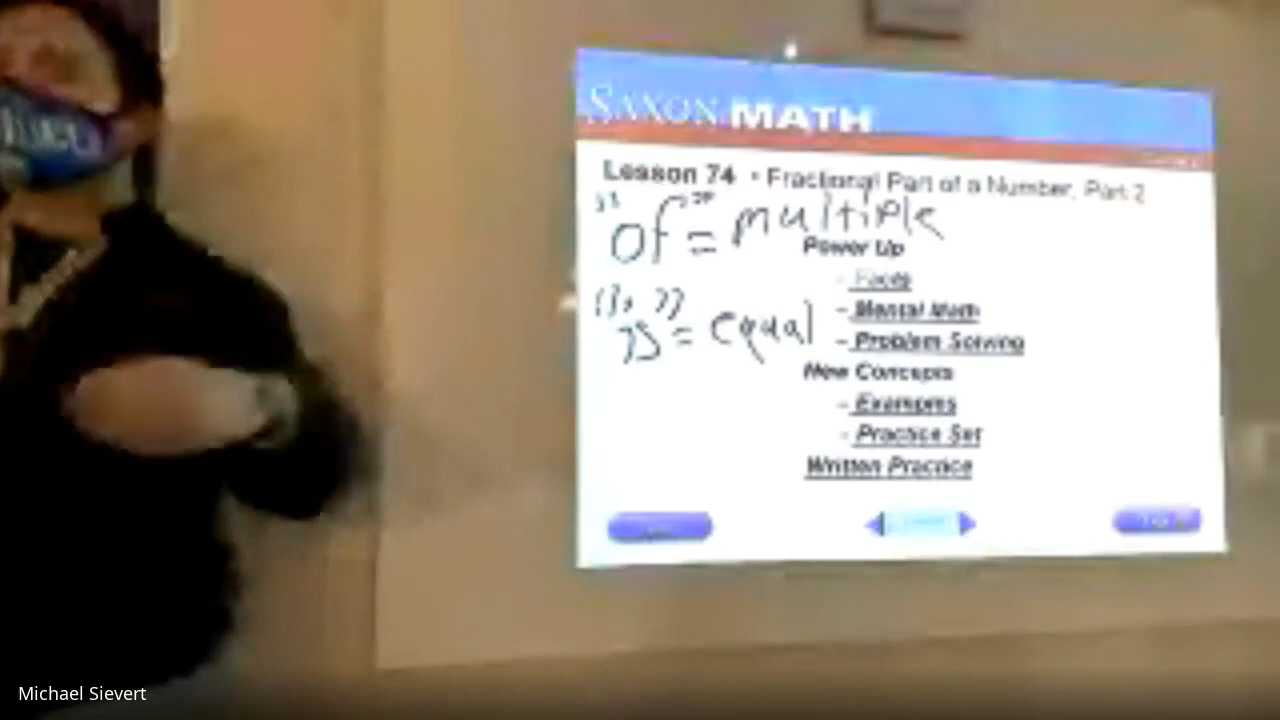 SAXON MATH
Lesson 74 • Fractional Part of a Number, Part 2
"of" = multiple
Power Up
- Facts
is = equal
- Mental Math
- Problem Solving
New Concepts
- Examples
- Practice Set
Written Practice
Michael Sievert